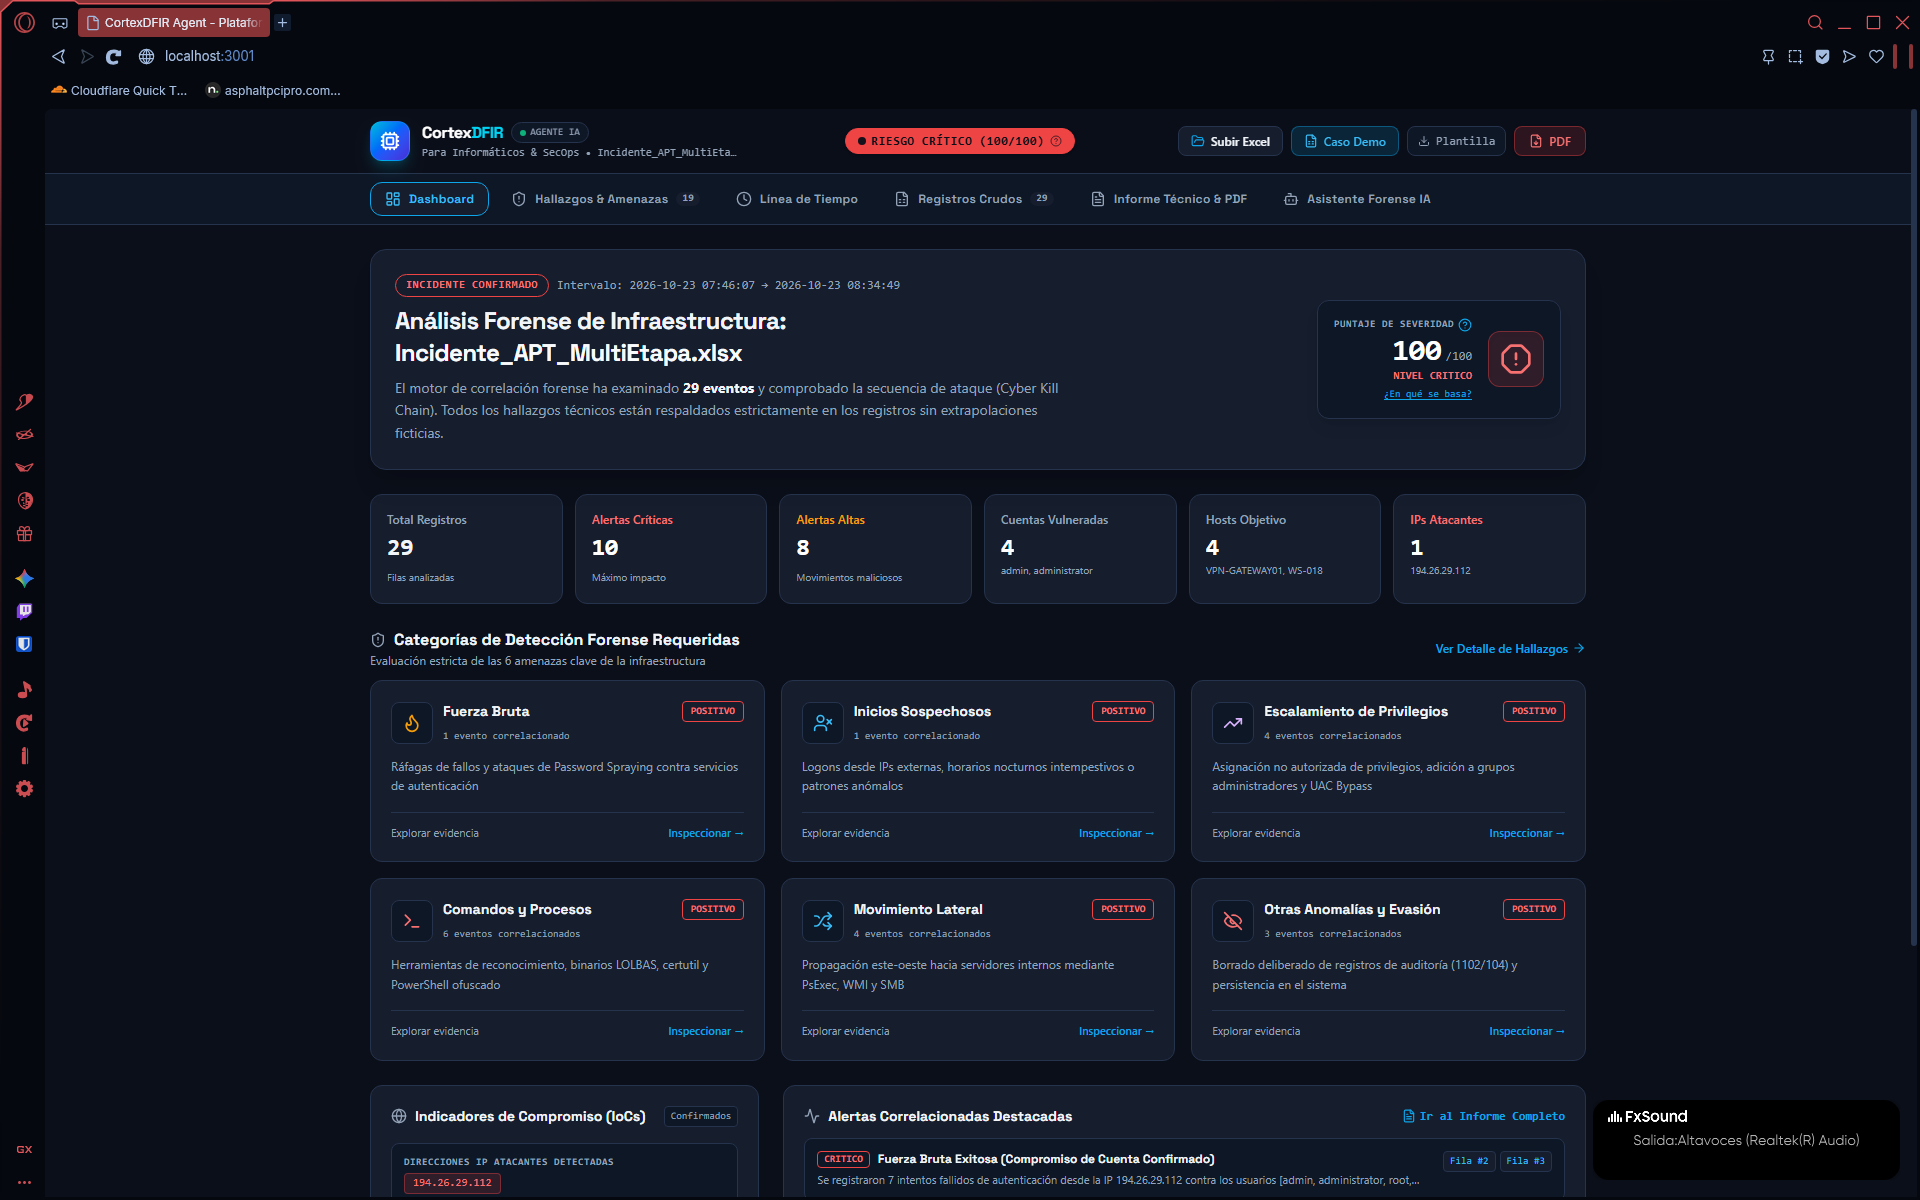 CortexDFIR Agent - Platafo
localhost:3001
Cloudflare Quick T...
n. asphaltpcipro.com...
CortexDFIR
AGENTE IA
Para Informáticos & SecOps • Incidente_APT_MultiEta…
RIESGO CRÍTICO (100/100)
Subir Excel
Caso Demo
Plantilla
PDF
Dashboard
Hallazgos & Amenazas 19
Línea de Tiempo
Registros Crudos 29
Informe Técnico & PDF
Asistente Forense IA
INCIDENTE CONFIRMADO
Intervalo: 2026-10-23 07:46:07 → 2026-10-23 08:34:49
Análisis Forense de Infraestructura:
Incidente_APT_MultiEtapa.xlsx
El motor de correlación forense ha examinado 29 eventos y comprobado la secuencia de ataque (Cyber Kill
Chain). Todos los hallazgos técnicos están respaldados estrictamente en los registros sin extrapolaciones
ficticias.
PUNTAJE DE SEVERIDAD ?
100 /100
NIVEL CRITICO
¿En qué se basa?
Total Registros
29
Filas analizadas
Alertas Críticas
10
Máximo impacto
Alertas Altas
8
Movimientos maliciosos
Cuentas Vulneradas
4
admin, administrator
Hosts Objetivo
4
VPN-GATEWAY01, WS-018
IPs Atacantes
1
194.26.29.112
Categorías de Detección Forense Requeridas
Evaluación estricta de las 6 amenazas clave de la infraestructura
Ver Detalle de Hallazgos →
Fuerza Bruta
POSITIVO
1 evento correlacionado
Ráfagas de fallos y ataques de Password Spraying contra servicios
de autenticación
Explorar evidencia
Inspeccionar →
Inicios Sospechosos
POSITIVO
1 evento correlacionado
Logons desde IPs externas, horarios nocturnos intempestivos o
patrones anómalos
Explorar evidencia
Inspeccionar →
Escalamiento de Privilegios
POSITIVO
4 eventos correlacionados
Asignación no autorizada de privilegios, adición a grupos
administradores y UAC Bypass
Explorar evidencia
Inspeccionar →
Comandos y Procesos
POSITIVO
6 eventos correlacionados
Herramientas de reconocimiento, binarios LOLBAS, certutil y
PowerShell ofuscado
Explorar evidencia
Inspeccionar →
Movimiento Lateral
POSITIVO
4 eventos correlacionados
Propagación este-oeste hacia servidores internos mediante
PsExec, WMI y SMB
Explorar evidencia
Inspeccionar →
Otras Anomalías y Evasión
POSITIVO
3 eventos correlacionados
Borrado deliberado de registros de auditoría (1102/104) y
persistencia en el sistema
Explorar evidencia
Inspeccionar →
Indicadores de Compromiso (IoCs)
Confirmados
DIRECCIONES IP ATACANTES DETECTADAS
194.26.29.112
Alertas Correlacionadas Destacadas
Ir al Informe Completo
CRITICO
Fuerza Bruta Exitosa (Compromiso de Cuenta Confirmado)
Fila #2
Fila #3
Se registraron 7 intentos fallidos de autenticación desde la IP 194.26.29.112 contra los usuarios [admin, administrator, root,…
GX
FxSound
Salida:Altavoces (Realtek(R) Audio)